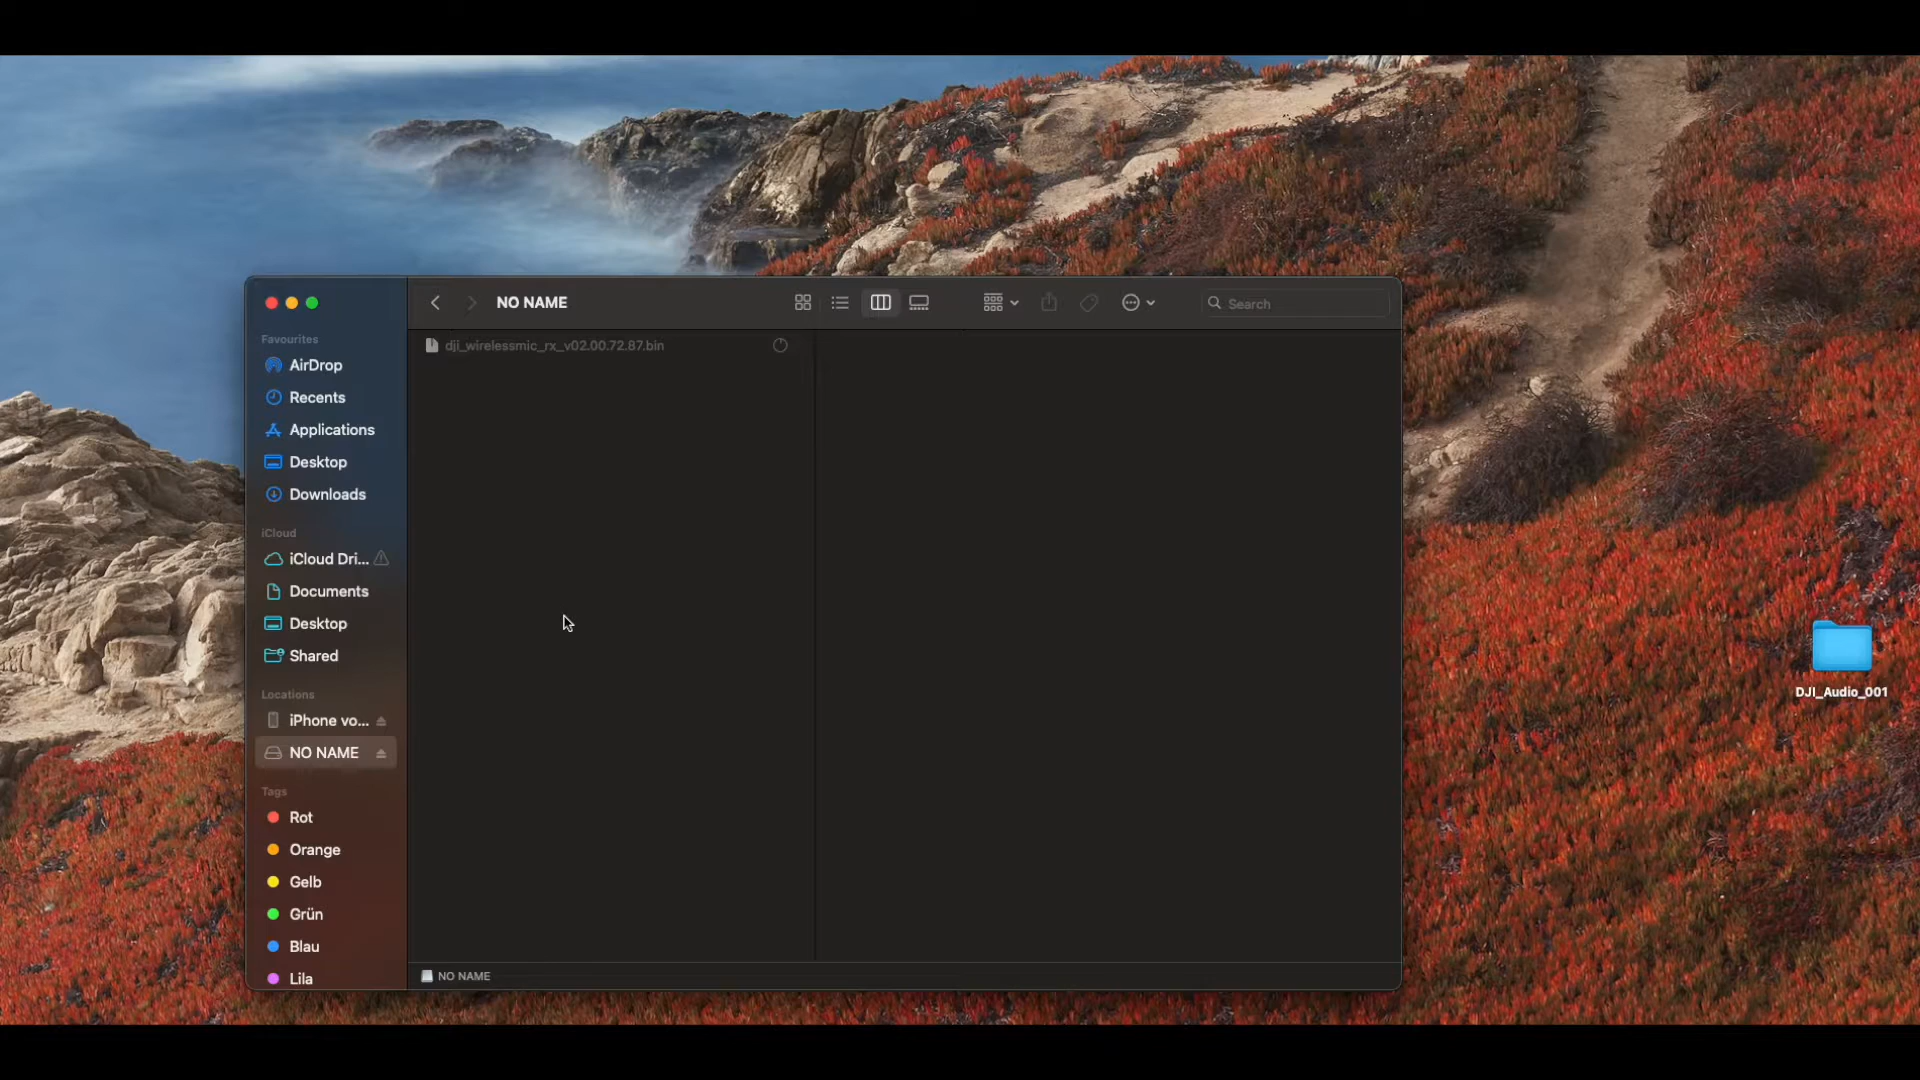 NO NAME
Search
Favourites
AirDrop
Recents
Applications
Desktop
Downloads
iCloud
iCloud Dri...
Documents
Desktop
Shared
Locations
iPhone vo...
NO NAME
Tags
Rot
Orange
Gelb
Grün
Blau
Lila
dji_wirelessmic_rx_v02.00.72.87.bin
NO NAME
DJI_Audio_001